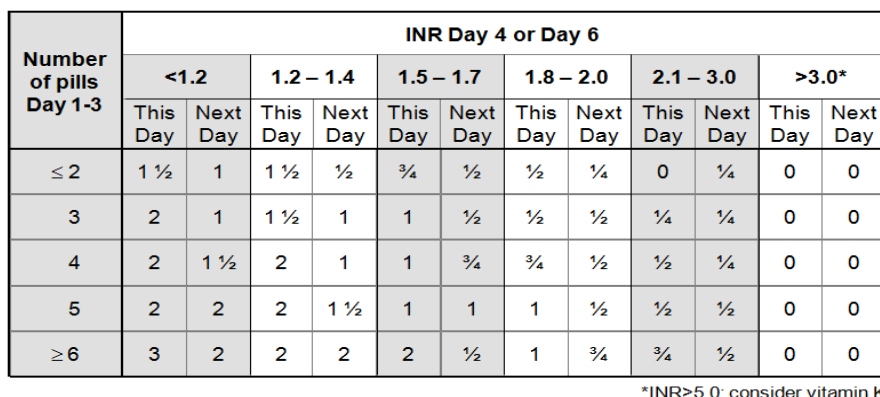 Number of pills Day 1-3
INR Day 4 or Day 6
<1.2 1.2 – 1.4 1.5 – 1.7 1.8 – 2.0 2.1 – 3.0 >3.0*
This Day Next Day This Day Next Day This Day Next Day This Day Next Day This Day Next Day This Day Next Day
≤ 2 1 ½ 1 1 ½ ½ ¾ ½ ½ ¼ 0 ¼ 0 0
3 2 1 1 ½ 1 1 ½ ½ ½ ¼ ¼ 0 0
4 2 1 ½ 2 1 1 ¾ ¾ ½ ½ ¼ 0 0
5 2 2 2 1 ½ 1 1 1 ½ ½ ½ 0 0
≥ 6 3 2 2 2 2 ½ 1 ¾ ¾ ½ 0 0
*INR>5.0: consider vitamin K